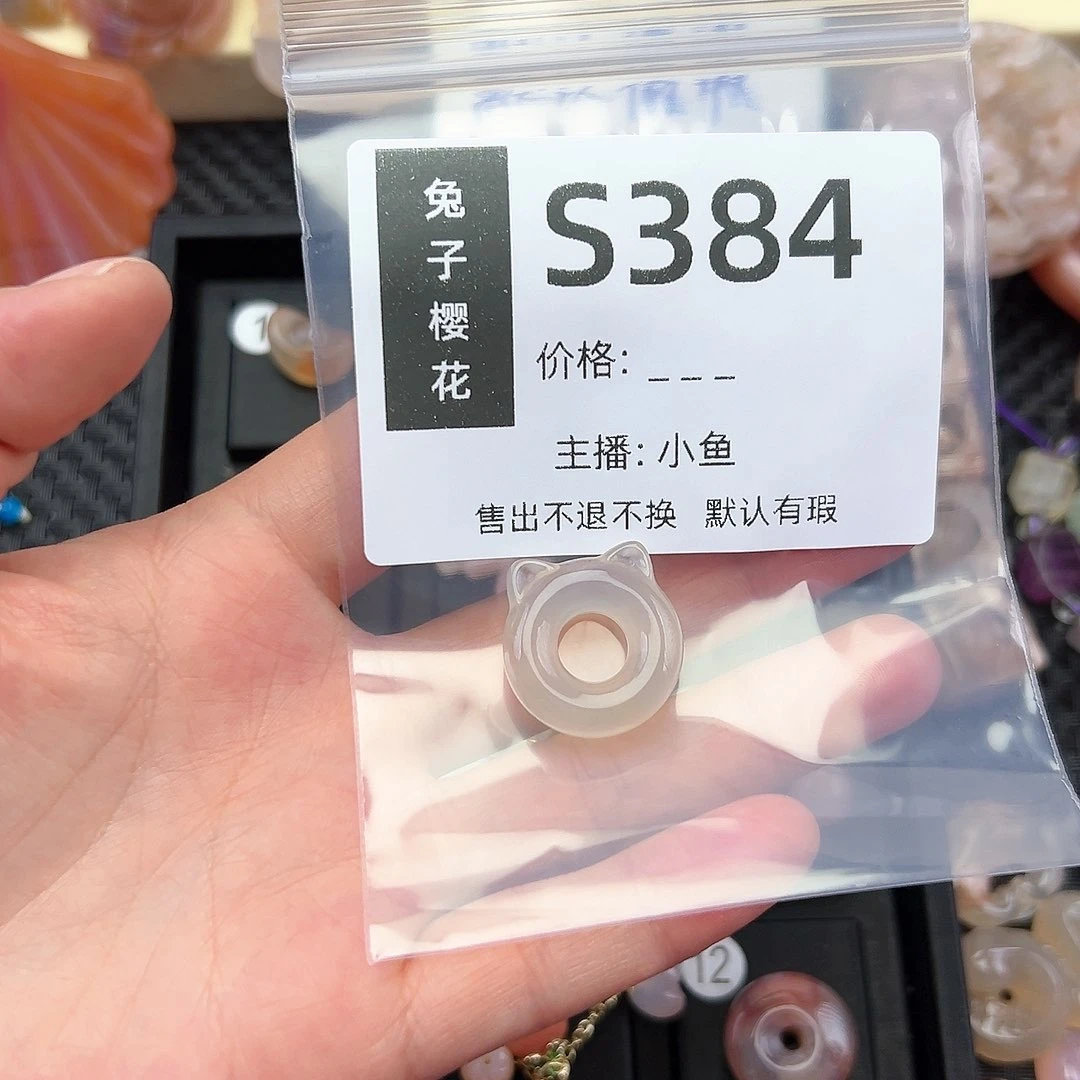 兔子樱花
S384
价格: _ _ _
主播: 小鱼
售出不退不换 默认有瑕
12